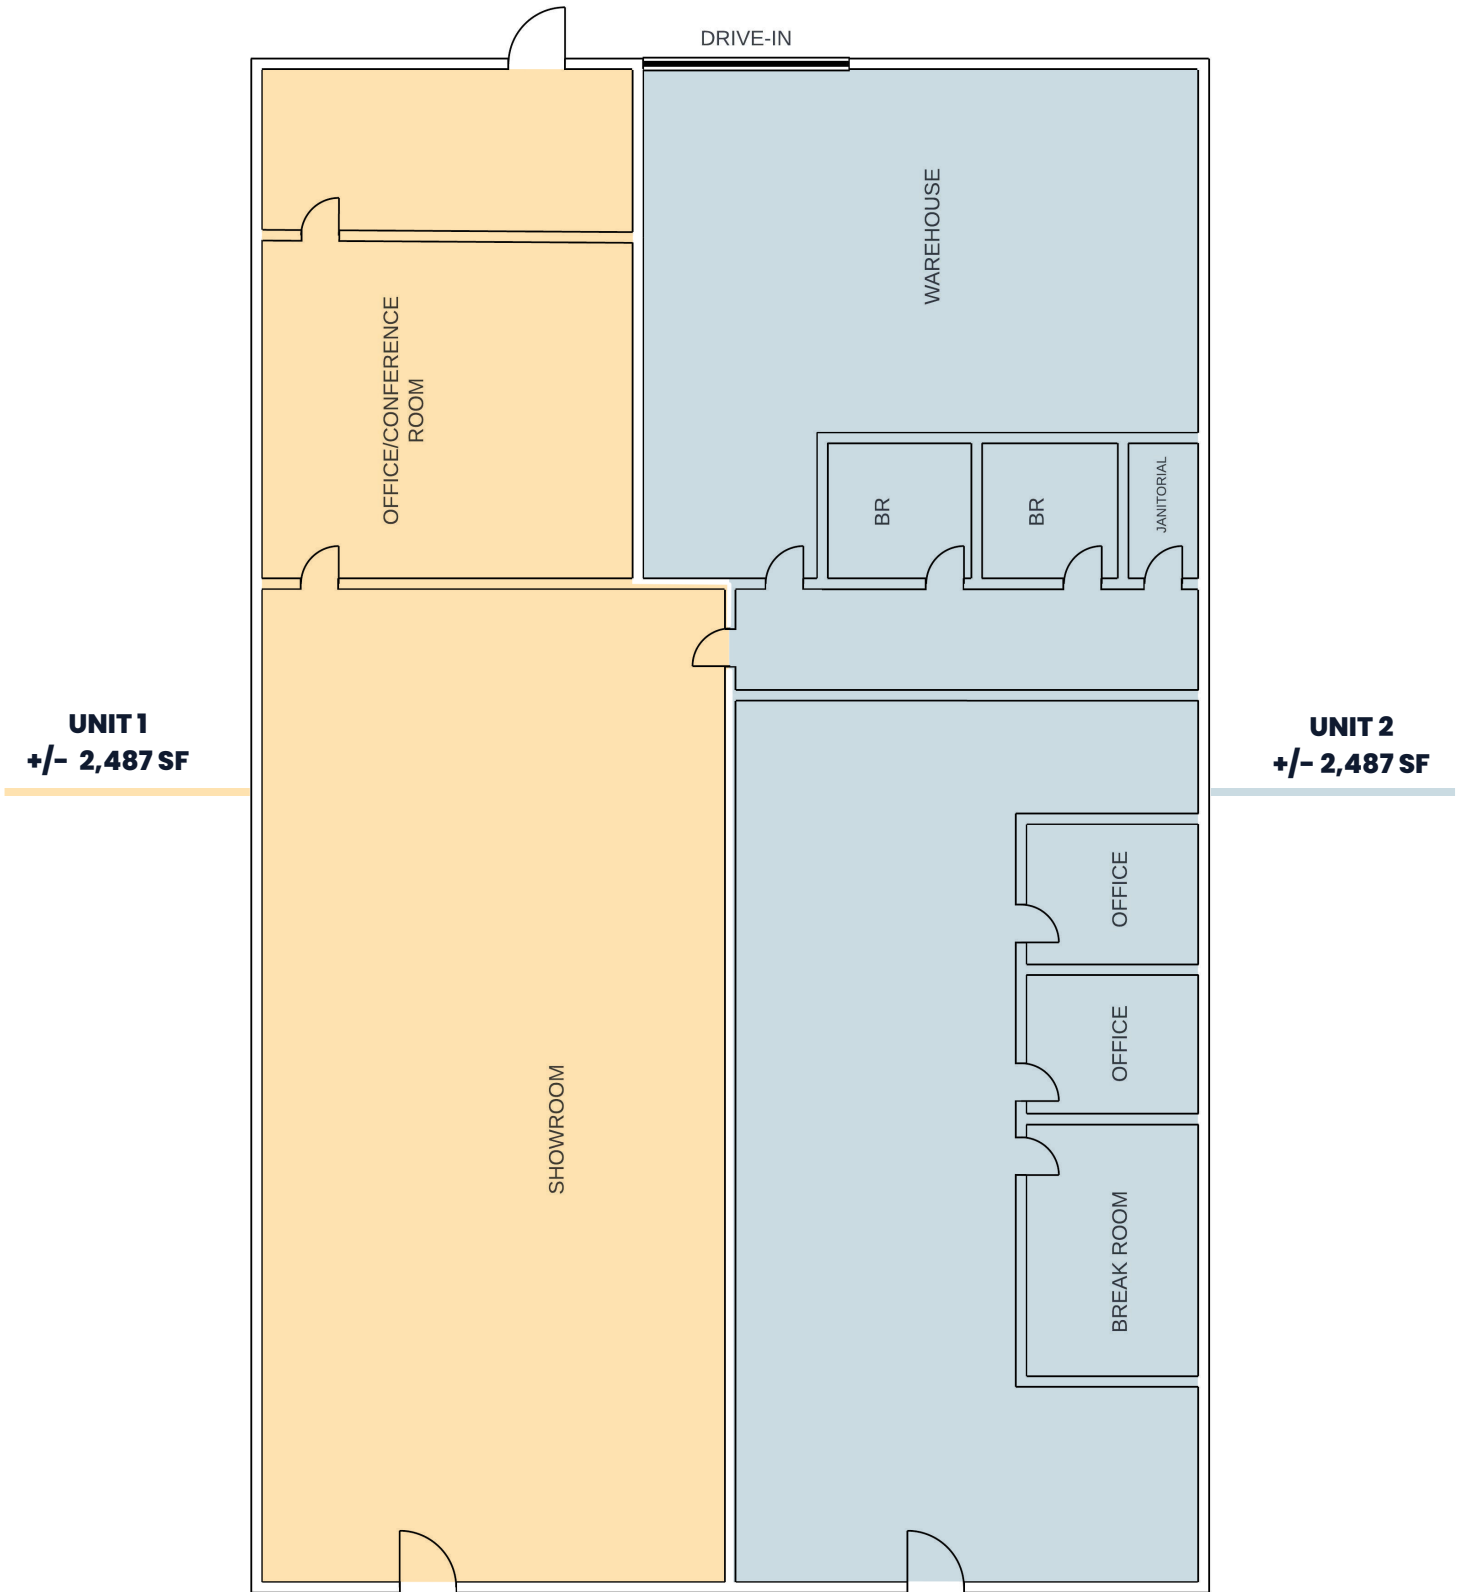 DRIVE-IN
WAREHOUSE
OFFICE/CONFERENCE
ROOM
BR
BR
JANITORIAL
UNIT 1
+/- 2,487 SF
UNIT 2
+/- 2,487 SF
OFFICE
OFFICE
SHOWROOM
BREAK ROOM